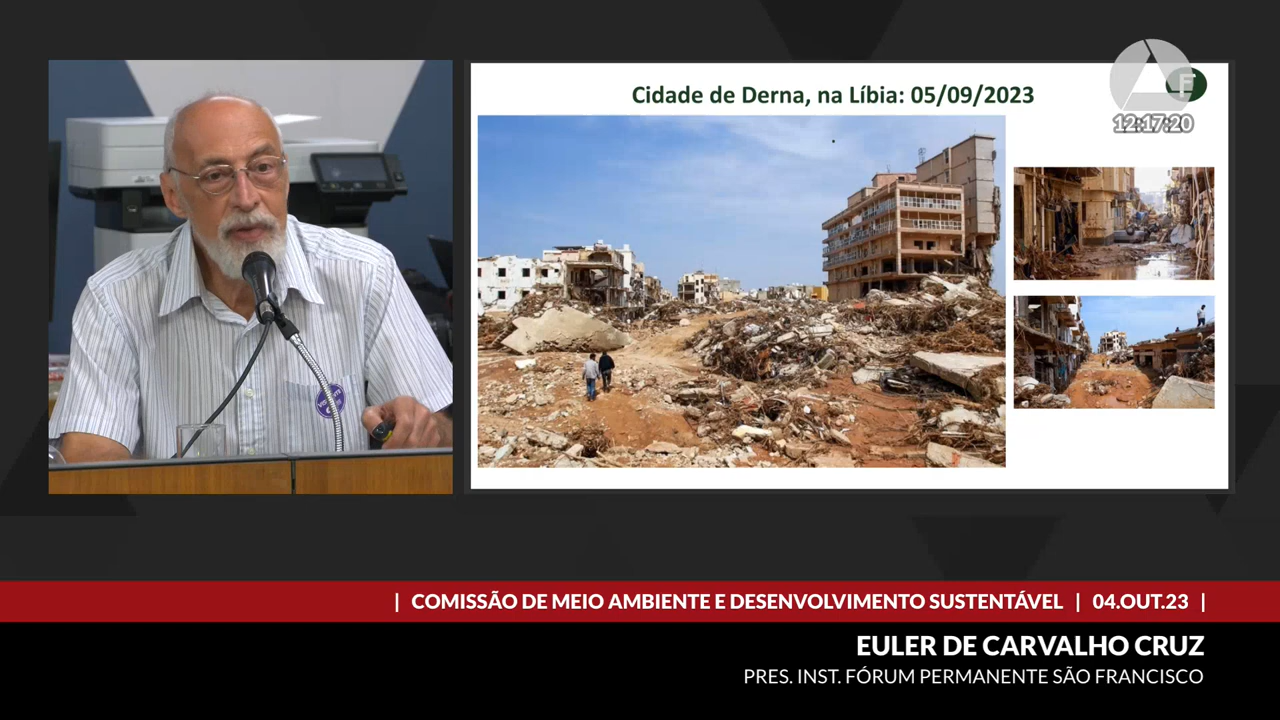 Cidade de Derna, na Líbia: 05/09/2023
F
12:17:20
| COMISSÃO DE MEIO AMBIENTE E DESENVOLVIMENTO SUSTENTÁVEL | 04.OUT.23 |
EULER DE CARVALHO CRUZ
PRES. INST. FÓRUM PERMANENTE SÃO FRANCISCO